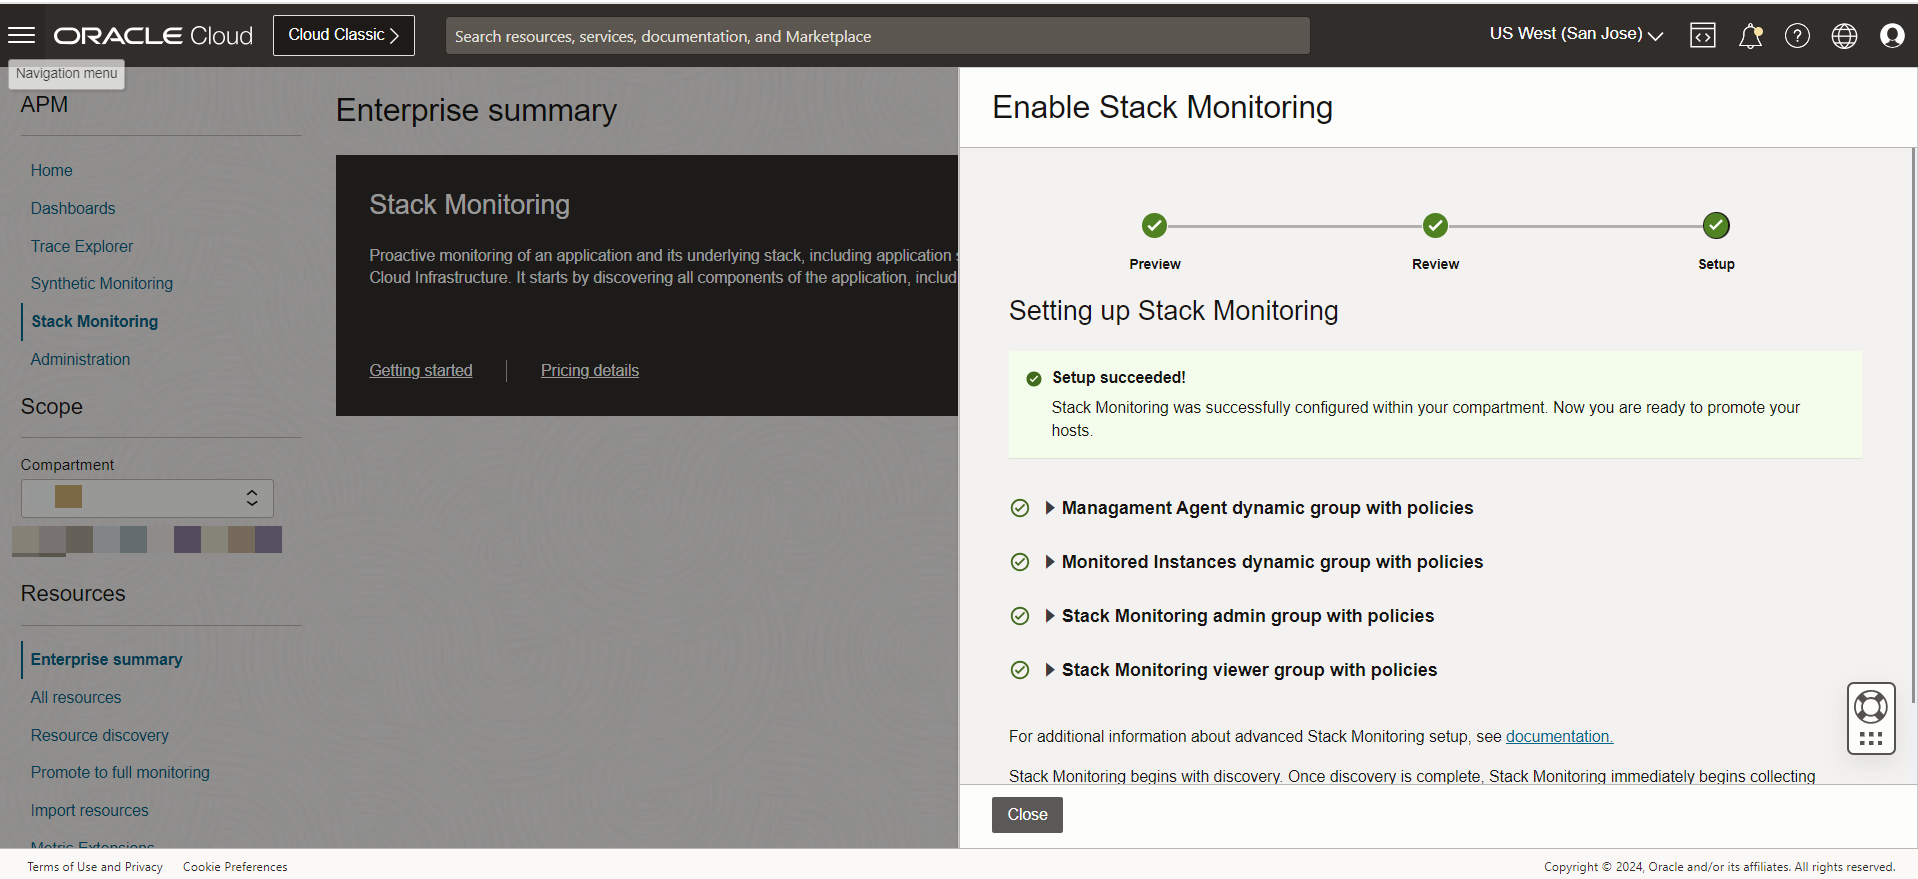 ORACLE Cloud
Cloud Classic
Search resources, services, documentation, and Marketplace
US West (San Jose)
Navigation menu
APM
Home
Dashboards
Trace Explorer
Synthetic Monitoring
Stack Monitoring
Administration
Scope
Compartment
Resources
Enterprise summary
All resources
Resource discovery
Promote to full monitoring
Import resources
Metric Extensions
Enterprise summary
Stack Monitoring
Proactive monitoring of an application and its underlying stack, including application
Cloud Infrastructure. It starts by discovering all components of the application, includ
Getting started
Pricing details
Enable Stack Monitoring
Preview
Review
Setup
Setting up Stack Monitoring
Setup succeeded!
Stack Monitoring was successfully configured within your compartment. Now you are ready to promote your
hosts.
Managament Agent dynamic group with policies
Monitored Instances dynamic group with policies
Stack Monitoring admin group with policies
Stack Monitoring viewer group with policies
For additional information about advanced Stack Monitoring setup, see documentation.
Stack Monitoring begins with discovery. Once discovery is complete, Stack Monitoring immediately begins collecting
Close
Terms of Use and Privacy
Cookie Preferences
Copyright © 2024, Oracle and/or its affiliates. All rights reserved.